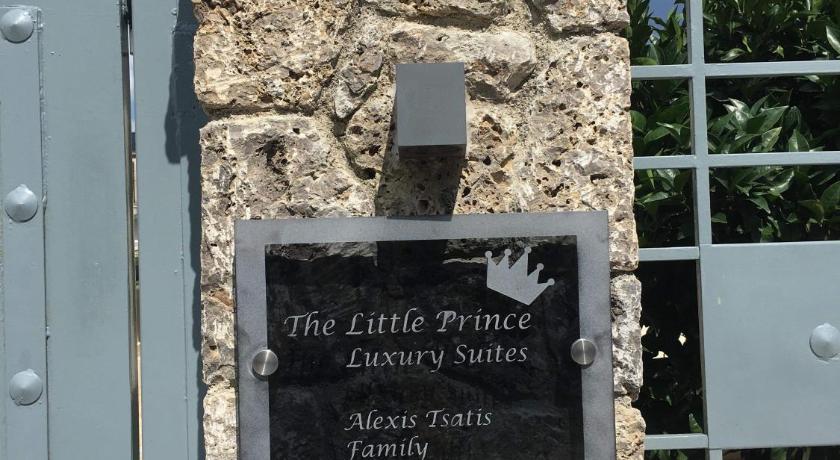 The Little Prince
Luxury Suites
Alexis Tsatis
Family